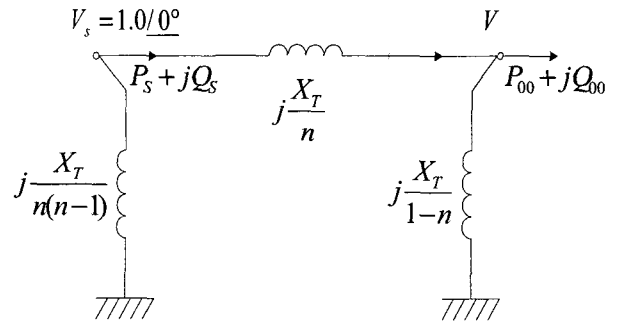 V_s = 1.0/0°
V
P_S + jQ_S
P_00 + jQ_00
j X_T/n
j X_T/n(n−1)
j X_T/1−n